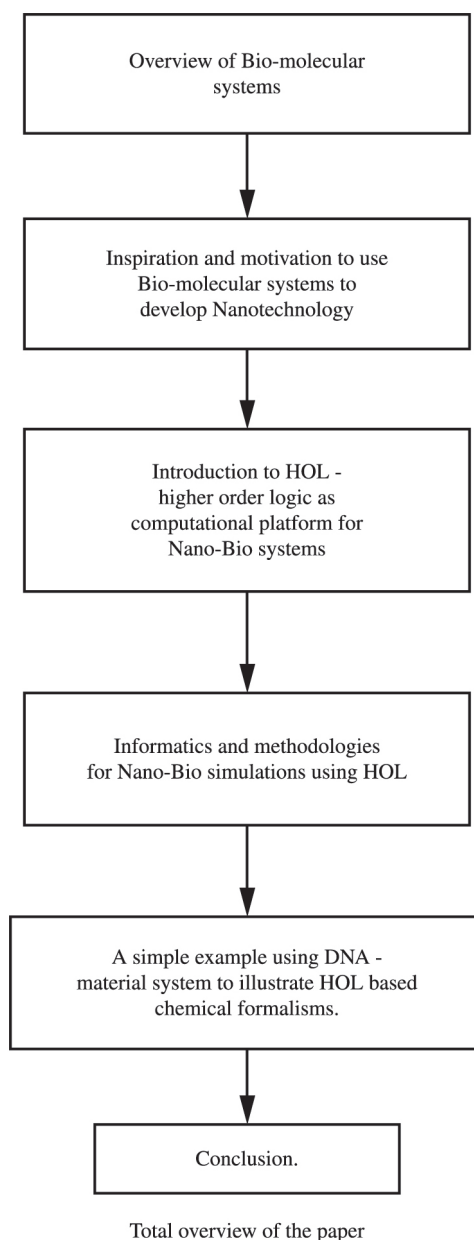 Overview of Bio-molecular
systems
Inspiration and motivation to use
Bio-molecular systems to
develop Nanotechnology
Introduction to HOL -
higher order logic as
computational platform for
Nano-Bio systems
Informatics and methodologies
for Nano-Bio simulations using HOL
A simple example using DNA -
material system to illustrate HOL based
chemical formalisms.
Conclusion.
Total overview of the paper